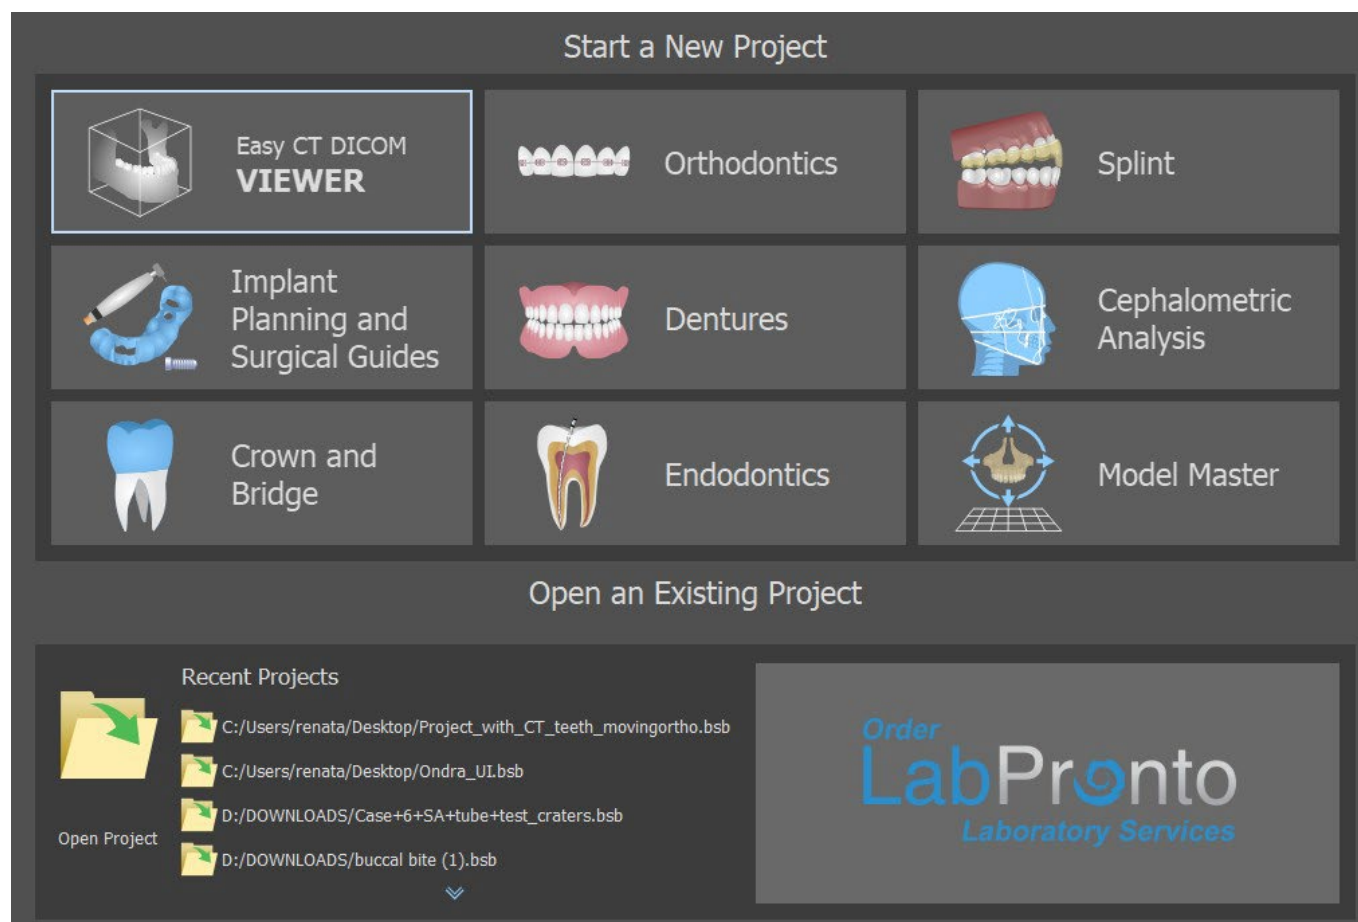 Start a New Project
Easy CT DICOM
VIEWER
Orthodontics
Splint
Implant
Planning and
Surgical Guides
Dentures
Cephalometric
Analysis
Crown and
Bridge
Endodontics
Model Master
Open an Existing Project
Open Project
Recent Projects
C:/Users/renata/Desktop/Project_with_CT_teeth_movingortho.bsb
C:/Users/renata/Desktop/Ondra_UI.bsb
D:/DOWNLOADS/Case+6+SA+tube+test_craters.bsb
D:/DOWNLOADS/buccal bite (1).bsb
Order
LabPronto
Laboratory Services